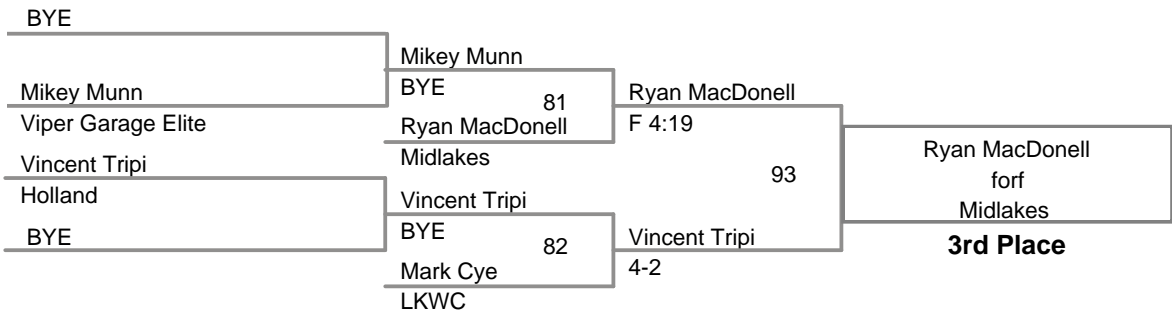 BYE
Mikey Munn
Viper Garage Elite
Vincent Tripi
Holland
BYE
Mikey Munn
BYE
81
Ryan MacDonell
Midlakes
Vincent Tripi
BYE
82
Mark Cye
LKWC
Ryan MacDonell
F 4:19
93
Vincent Tripi
4-2
Ryan MacDonell
forf
Midlakes
3rd Place